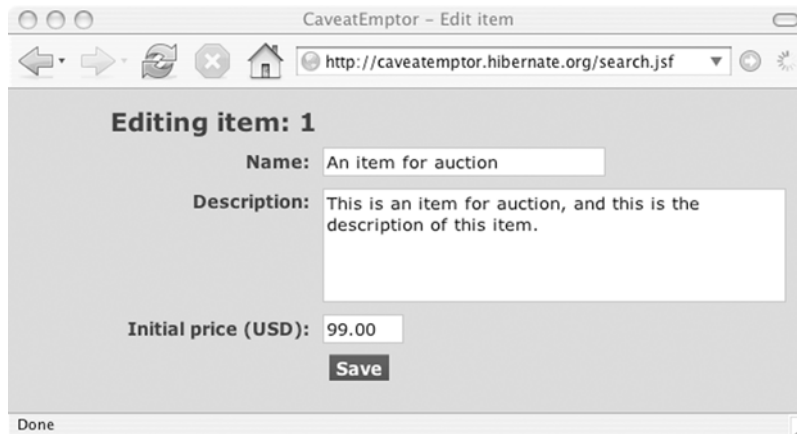 CaveatEmptor – Edit item
http://caveatemptor.hibernate.org/search.jsf
Editing item: 1
Name: An item for auction
Description: This is an item for auction, and this is the
description of this item.
Initial price (USD): 99.00
Save
Done